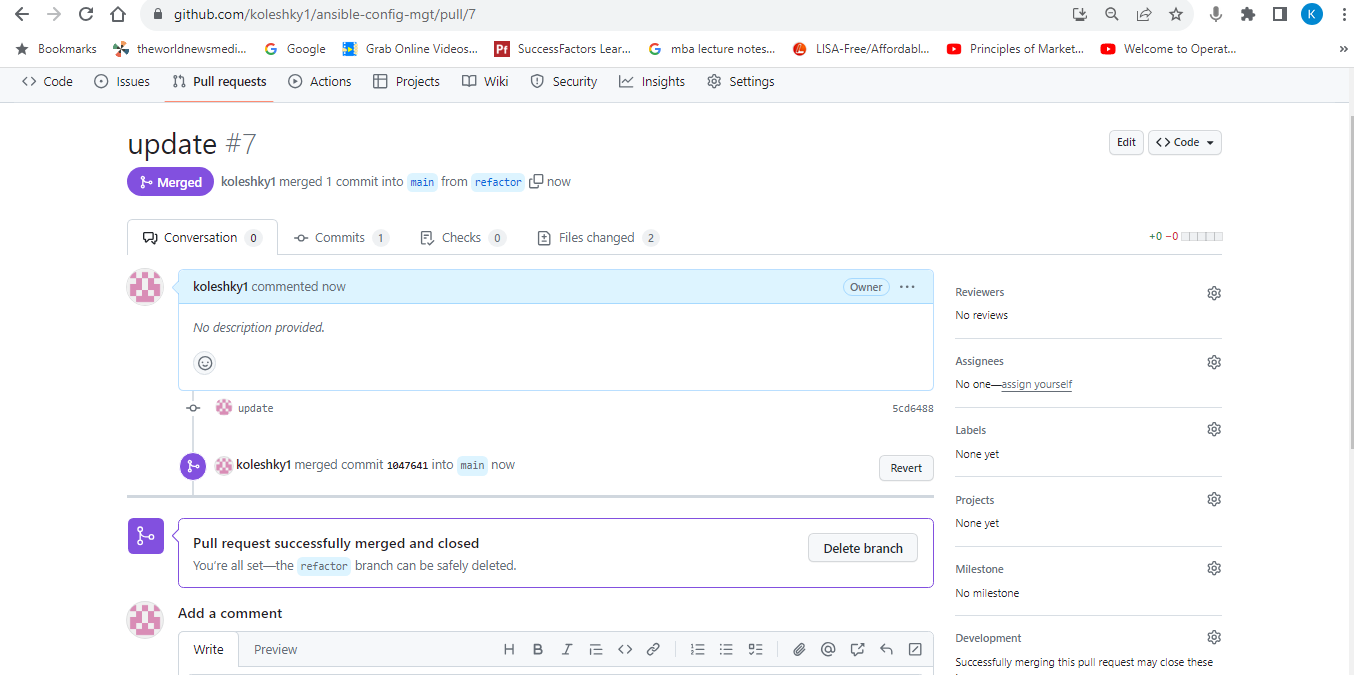 github.com/koleshky1/ansible-config-mgt/pull/7
K
Bookmarks theworldnewsmedi... Google Grab Online Videos... Pf SuccessFactors Lear... mba lecture notes... LISA-Free/Affordabl... Principles of Market... Welcome to Operat... »
Code Issues Pull requests Actions Projects Wiki Security Insights Settings
update #7
Edit <> Code
Merged koleshky1 merged 1 commit into main from refactor now
Conversation 0 Commits 1 Checks 0 Files changed 2
+0 −0
koleshky1 commented now Owner ...
No description provided.
update 5cd6488
koleshky1 merged commit 1047641 into main now Revert
Pull request successfully merged and closed
You're all set—the refactor branch can be safely deleted.
Delete branch
Add a comment
Write Preview H B I
Reviewers
No reviews
Assignees
No one—assign yourself
Labels
None yet
Projects
None yet
Milestone
No milestone
Development
Successfully merging this pull request may close these